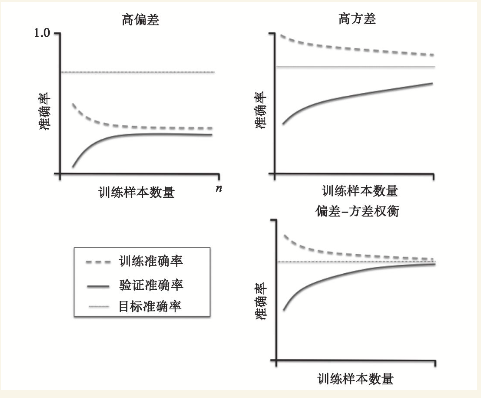 高偏差
1.0
准确率
训练样本数量
n
高方差
准确率
训练样本数量
偏差-方差权衡
准确率
训练样本数量
训练准确率
验证准确率
目标准确率